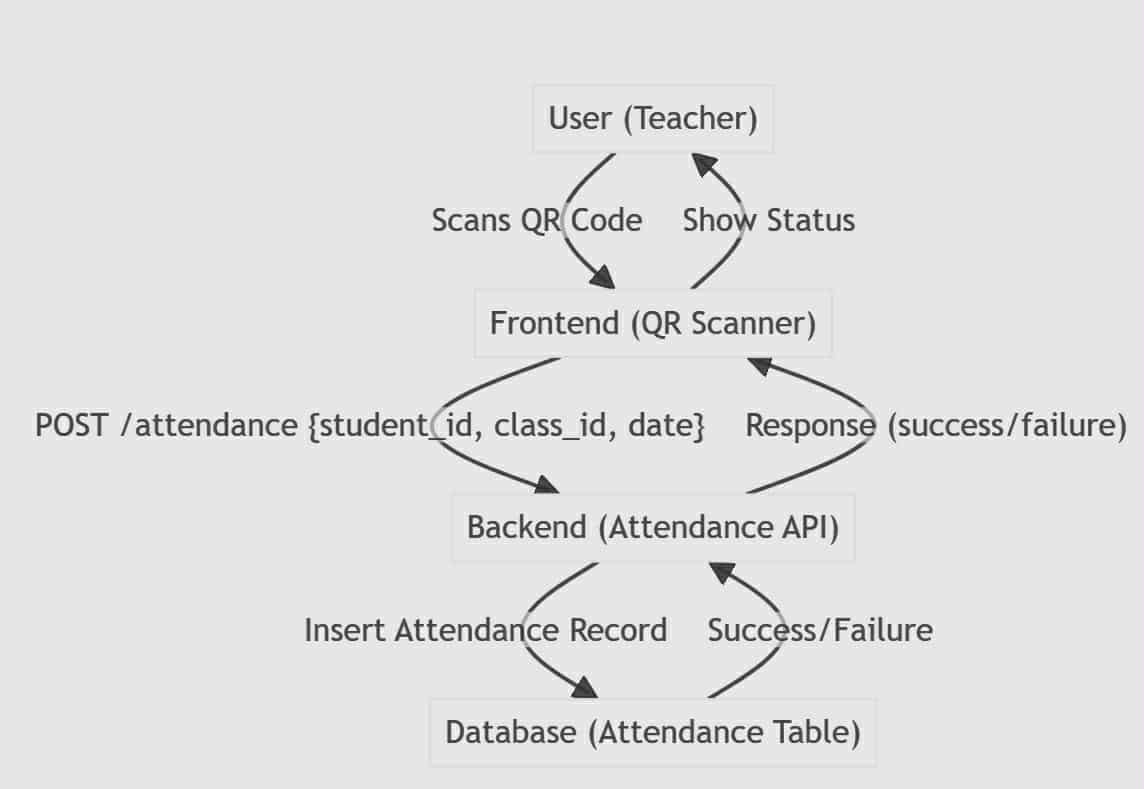 User (Teacher)
Scans QR Code
Show Status
Frontend (QR Scanner)
POST /attendance {student_id, class_id, date}
Response (success/failure)
Backend (Attendance API)
Insert Attendance Record
Success/Failure
Database (Attendance Table)